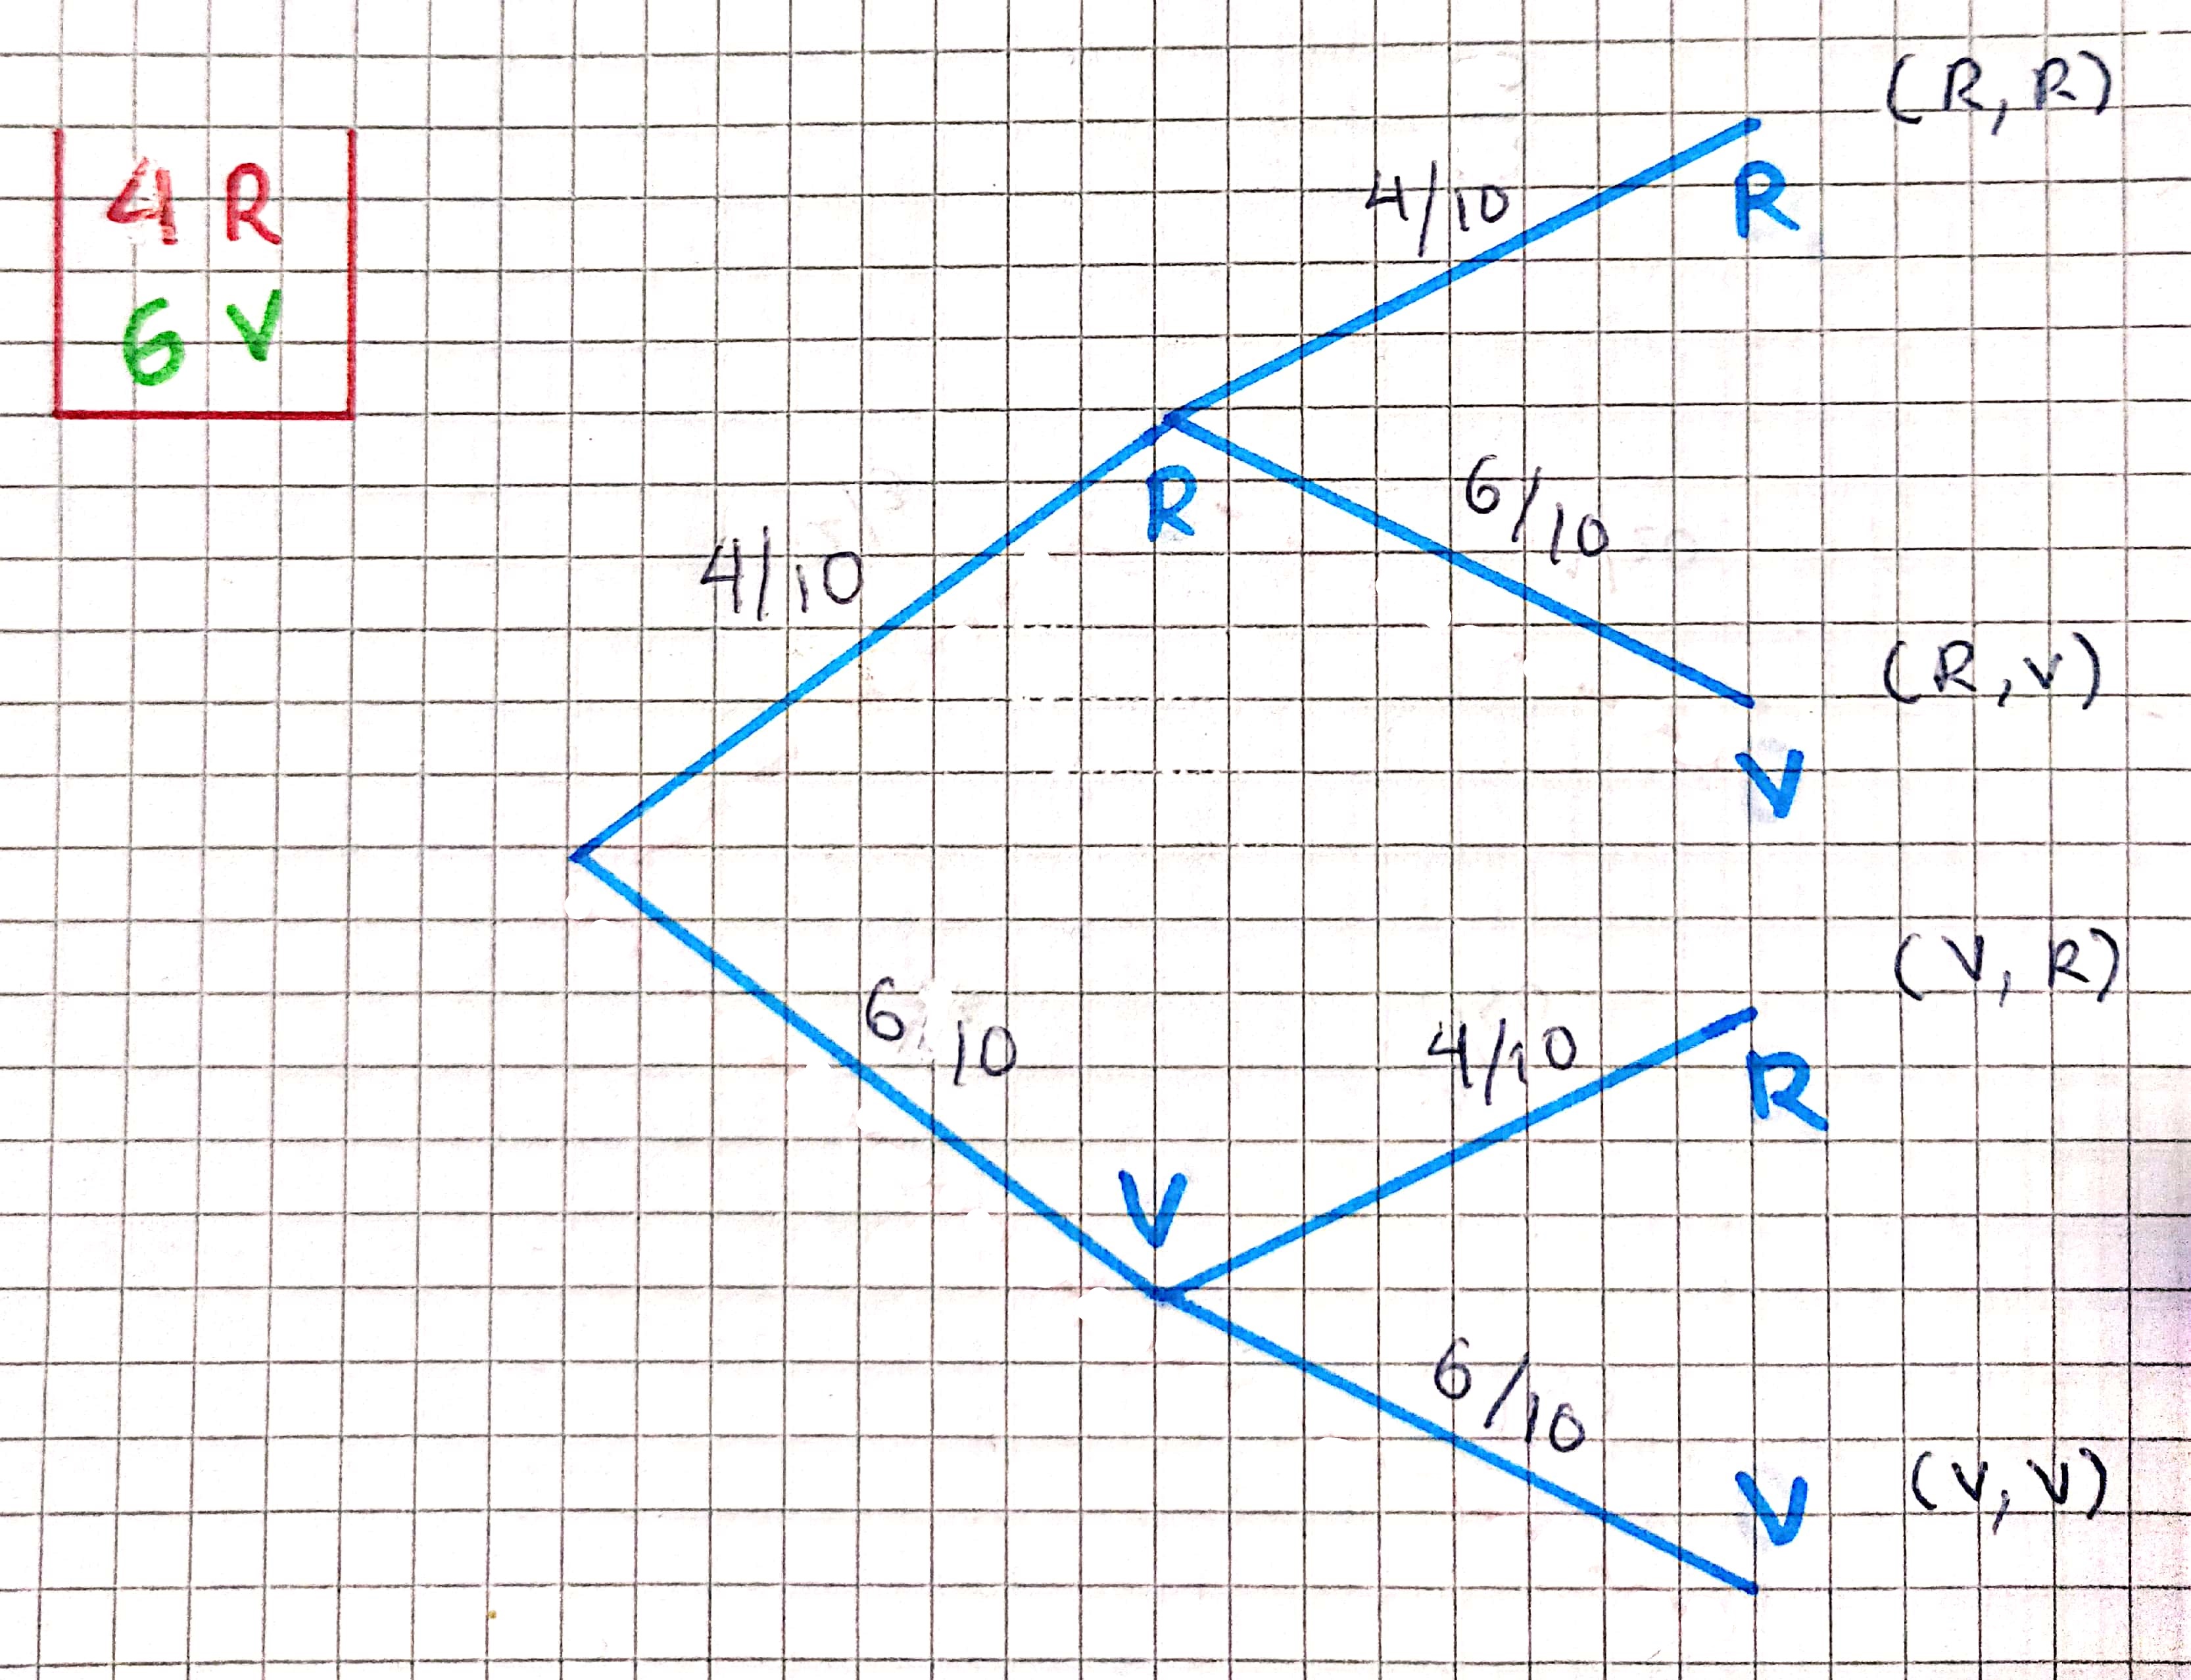 4 R
6 V
4/10
6 10
R
V
4/10
6/10
4/10
6/10
R
V
R
V
(R, R)
(R, V)
(V, R)
(V, V)